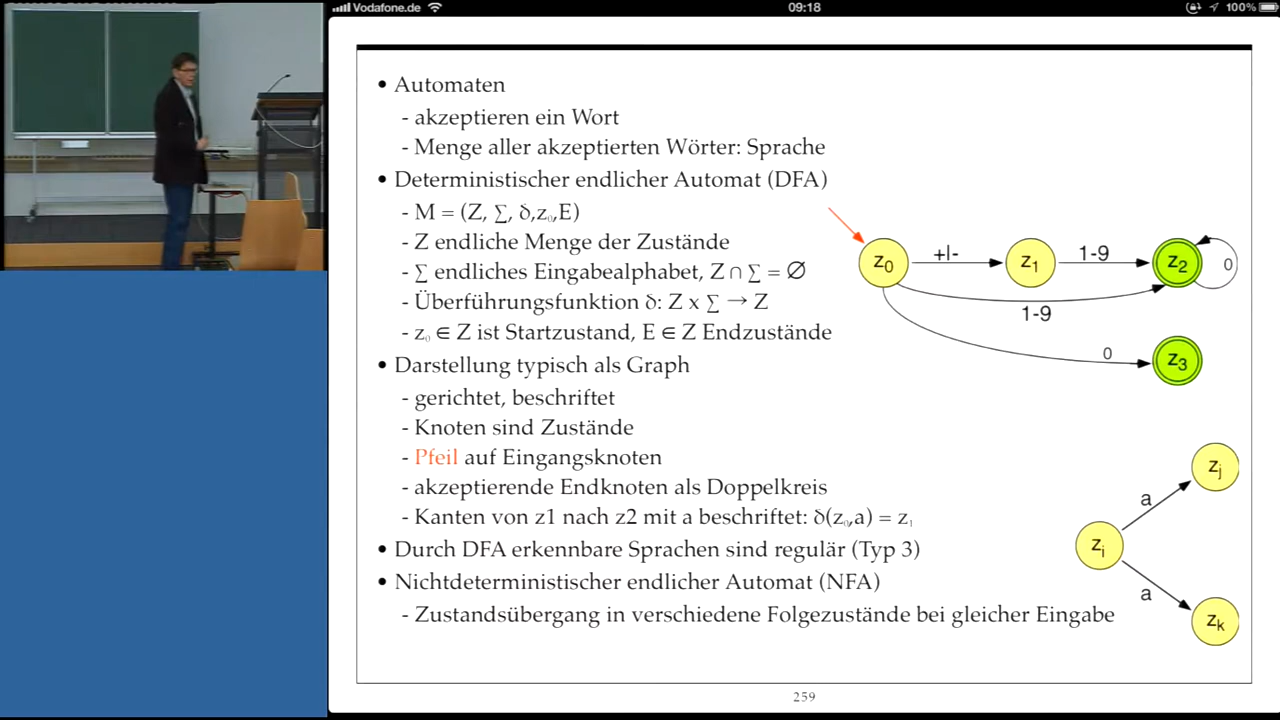 Vodafone.de
09:18
100%
• Automaten
- akzeptieren ein Wort
- Menge aller akzeptierten Wörter: Sprache
• Deterministischer endlicher Automat (DFA)
- M = (Z, ∑, δ,z₀,E)
- Z endliche Menge der Zustände
- ∑ endliches Eingabealphabet, Z ∩ ∑ = ∅
- Überführungsfunktion δ: Z x ∑ → Z
- z₀ ∈ Z ist Startzustand, E ∈ Z Endzustände
• Darstellung typisch als Graph
- gerichtet, beschriftet
- Knoten sind Zustände
- Pfeil auf Eingangsknoten
- akzeptierende Endknoten als Doppelkreis
- Kanten von z1 nach z2 mit a beschriftet: δ(z₀,a) = z₁
• Durch DFA erkennbare Sprachen sind regulär (Typ 3)
• Nichtdeterministischer endlicher Automat (NFA)
- Zustandsübergang in verschiedene Folgezustände bei gleicher Eingabe
z₀ +|- z₁ 1-9 z₂ 0
1-9
0 z₃
zⱼ
a
zᵢ
a
zₖ
259